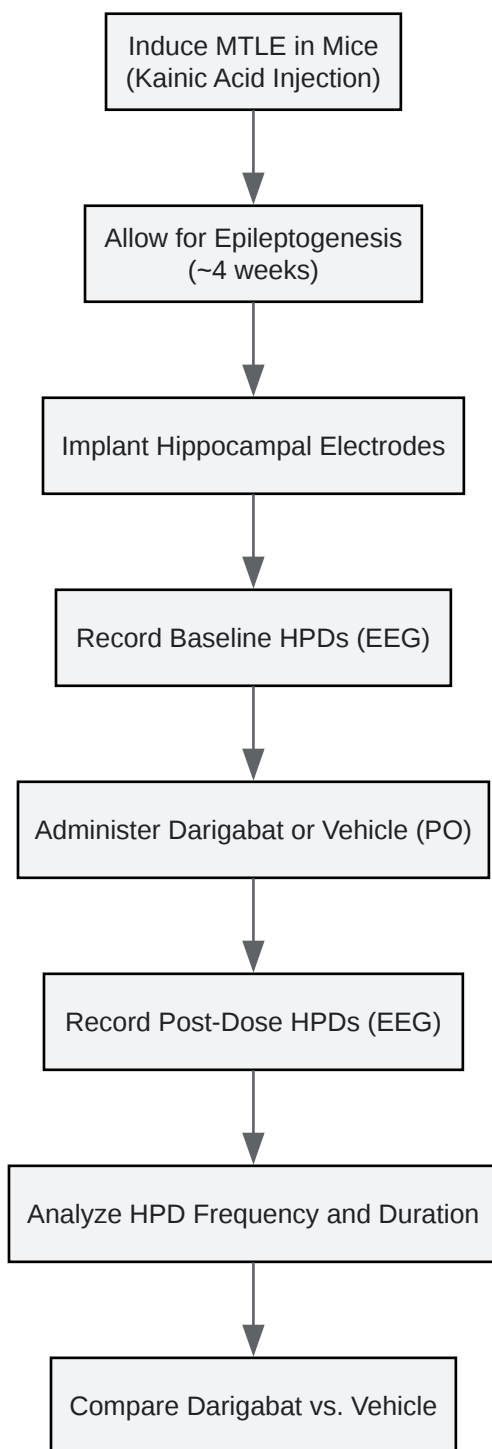 Induce MTLE in Mice
(Kainic Acid Injection)
Allow for Epileptogenesis
(~4 weeks)
Implant Hippocampal Electrodes
Record Baseline HPDs (EEG)
Administer Darigabat or Vehicle (PO)
Record Post-Dose HPDs (EEG)
Analyze HPD Frequency and Duration
Compare Darigabat vs. Vehicle